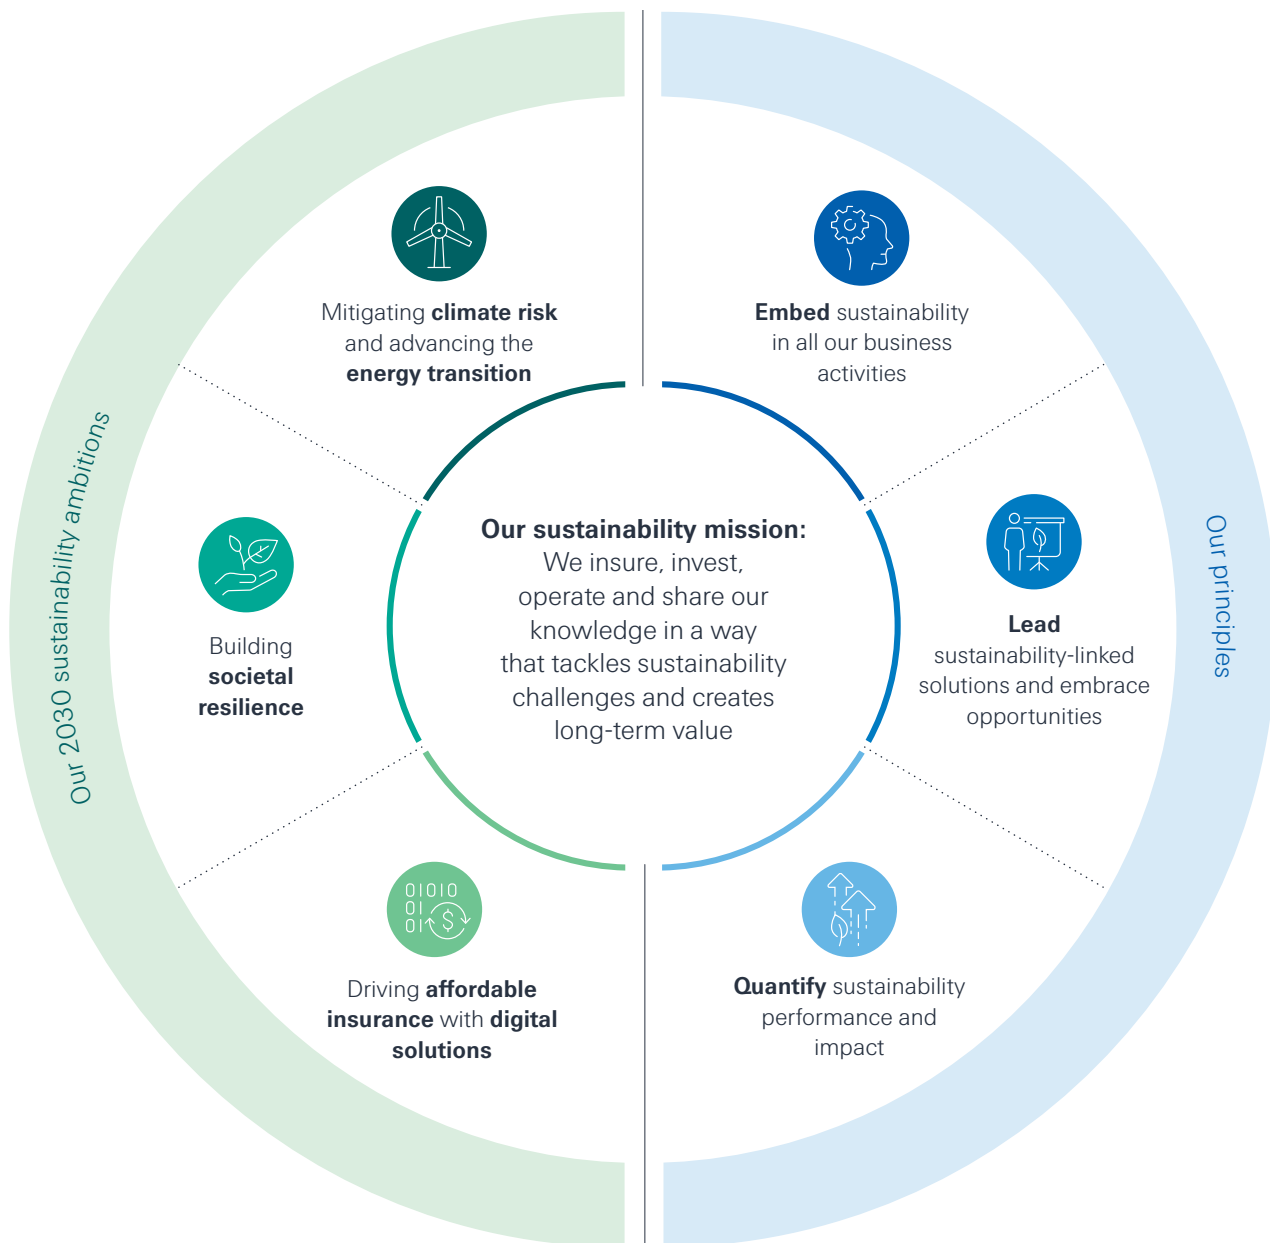 Our 2030 sustainability ambitions
Mitigating climate risk
and advancing the
energy transition
Building
societal
resilience
01010
01
01
$
Driving affordable
insurance with digital
solutions
Our sustainability mission:
We insure, invest,
operate and share our
knowledge in a way
that tackles sustainability
challenges and creates
long-term value
Our principles
Embed sustainability
in all our business
activities
Lead
sustainability-linked
solutions and embrace
opportunities
Quantify sustainability
performance and
impact